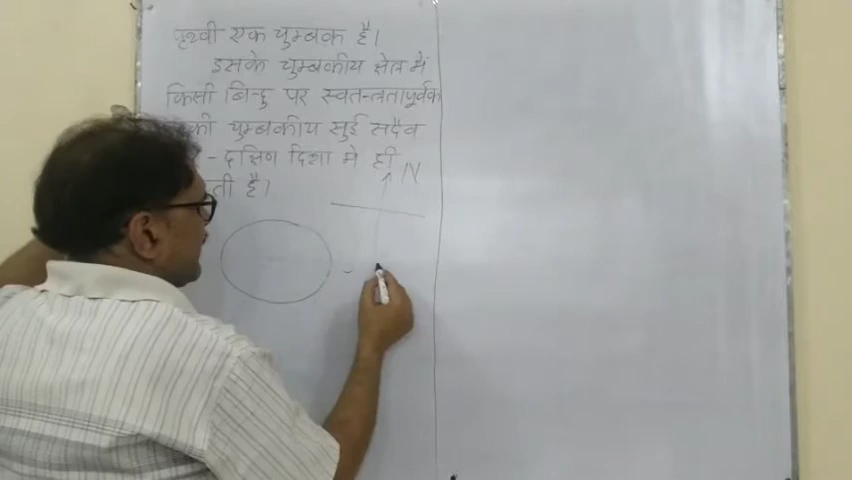 पृथ्वी एक चुम्बक है।
इसके चुम्बकीय क्षेत्र में
किसी बिन्दु पर स्वतन्त्रतापूर्वक
चुम्बकीय सुई सदैव
- दक्षिण दिशा मे ही
है।
N